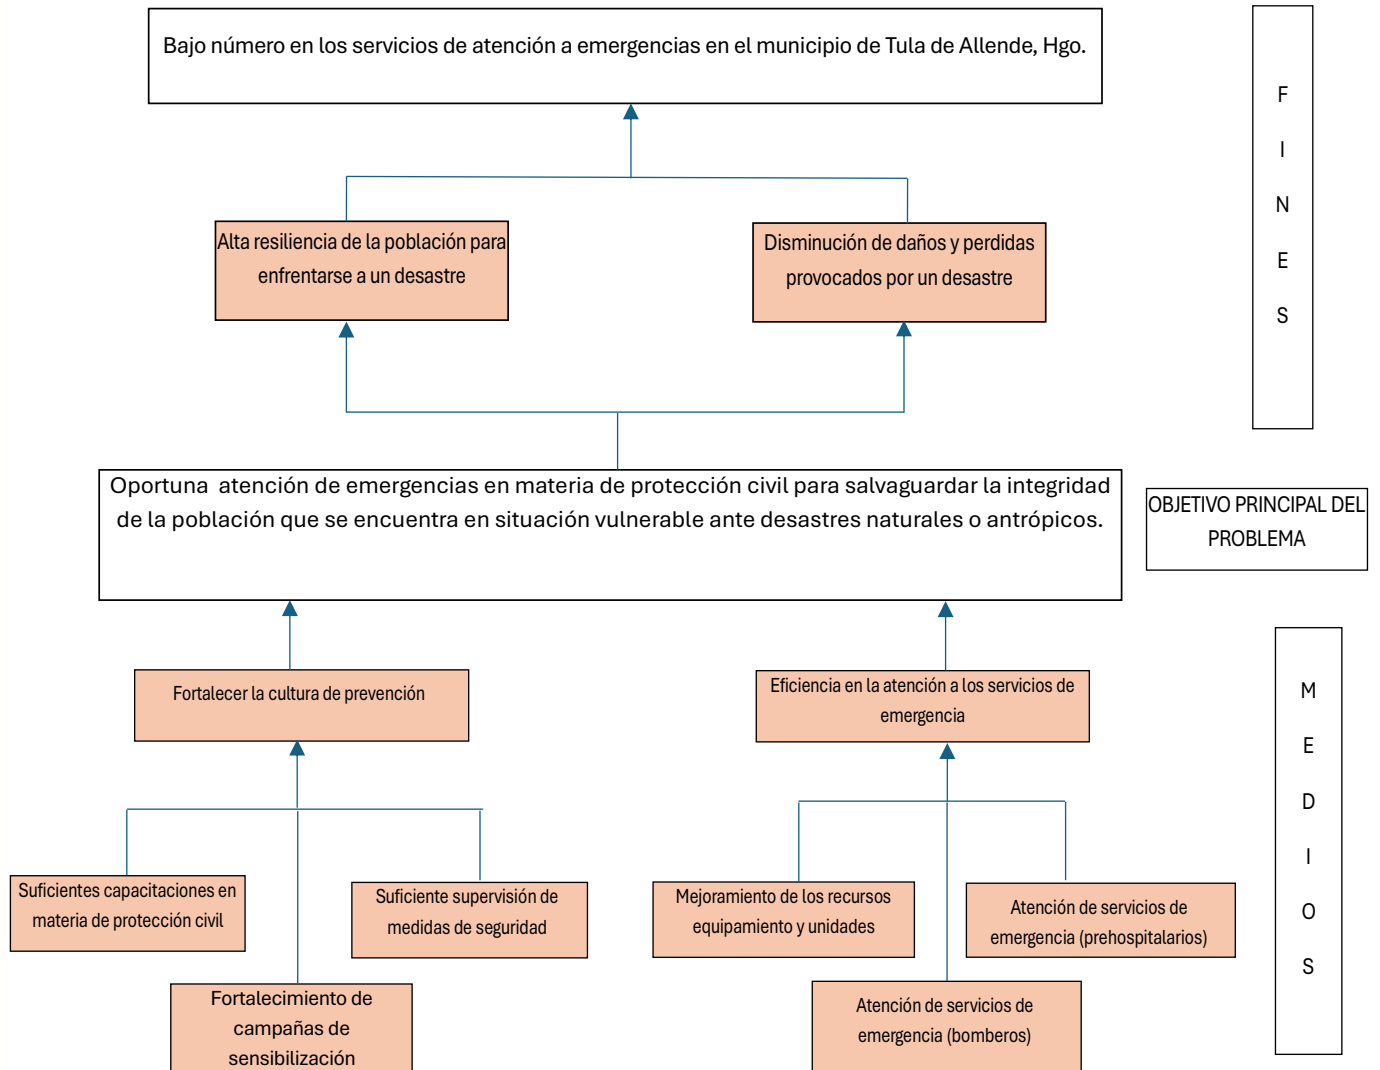 Bajo número en los servicios de atención a emergencias en el municipio de Tula de Allende, Hgo.
F
I
N
E
S
Alta resiliencia de la población para
enfrentarse a un desastre
Disminución de daños y perdidas
provocados por un desastre
Oportuna atención de emergencias en materia de protección civil para salvaguardar la integridad
de la población que se encuentra en situación vulnerable ante desastres naturales o antrópicos.
OBJETIVO PRINCIPAL DEL
PROBLEMA
Fortalecer la cultura de prevención
Eficiencia en la atención a los servicios de
emergencia
M
E
D
I
O
S
Suficientes capacitaciones en
materia de protección civil
Suficiente supervisión de
medidas de seguridad
Mejoramiento de los recursos
equipamiento y unidades
Atención de servicios de
emergencia (prehospitalarios)
Fortalecimiento de
campañas de
sensibilización
Atención de servicios de
emergencia (bomberos)